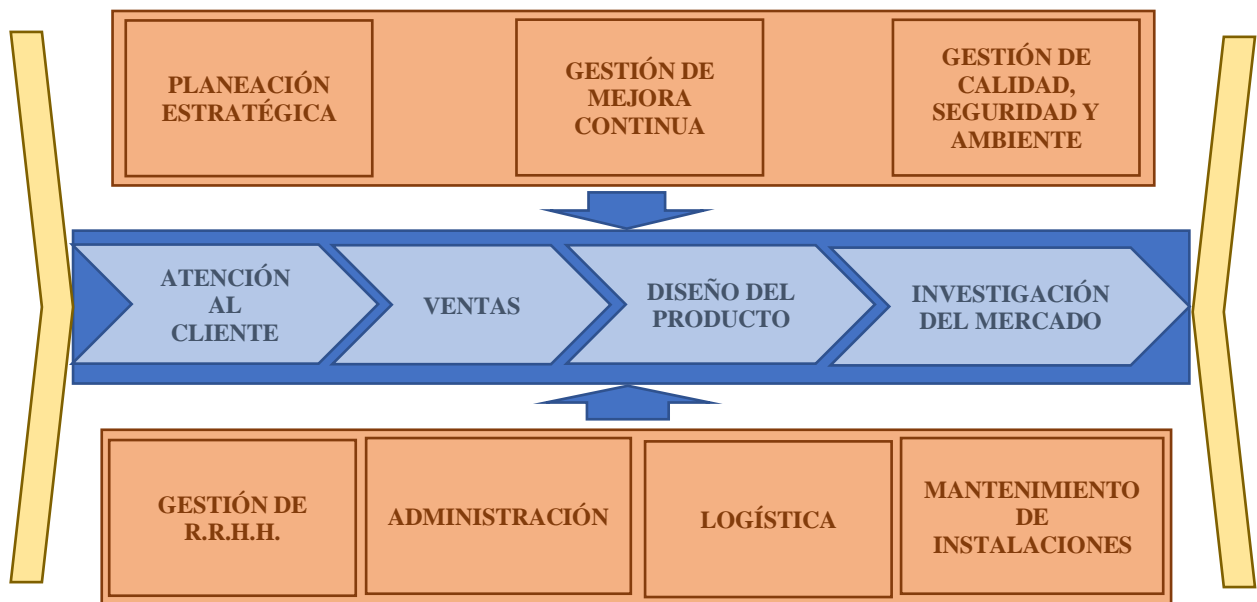 PLANEACIÓN
ESTRATÉGICA
GESTIÓN DE
MEJORA
CONTINUA
GESTIÓN DE
CALIDAD,
SEGURIDAD Y
AMBIENTE
ATENCIÓN
AL
CLIENTE
VENTAS
DISEÑO DEL
PRODUCTO
INVESTIGACIÓN
DEL MERCADO
GESTIÓN DE
R.R.H.H.
ADMINISTRACIÓN
LOGÍSTICA
MANTENIMIENTO
DE
INSTALACIONES